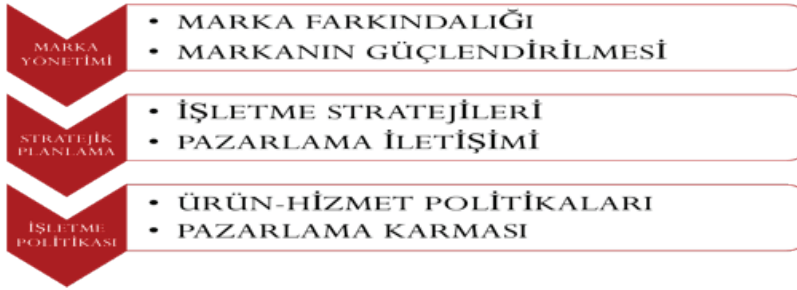 MARKA
YÖNETİMİ
• MARKA FARKINDALIĞI
• MARKANIN GÜÇLENDİRİLMESİ
STRATEJİK
PLANLAMA
• İŞLETME STRATEJİLERİ
• PAZARLAMA İLETİŞİMİ
İŞLETME
POLİTİKASI
• ÜRÜN-HİZMET POLİTİKALARI
• PAZARLAMA KARMASI